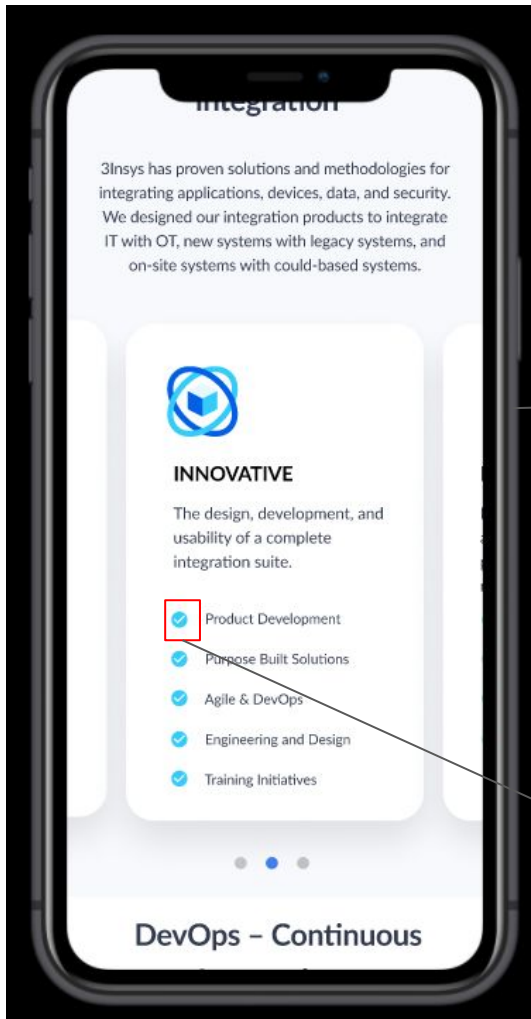 Integration
3Insys has proven solutions and methodologies for
integrating applications, devices, data, and security.
We designed our integration products to integrate
IT with OT, new systems with legacy systems, and
on-site systems with could-based systems.
INNOVATIVE
The design, development, and
usability of a complete
integration suite.
Product Development
Purpose Built Solutions
Agile & DevOps
Engineering and Design
Training Initiatives
DevOps – Continuous